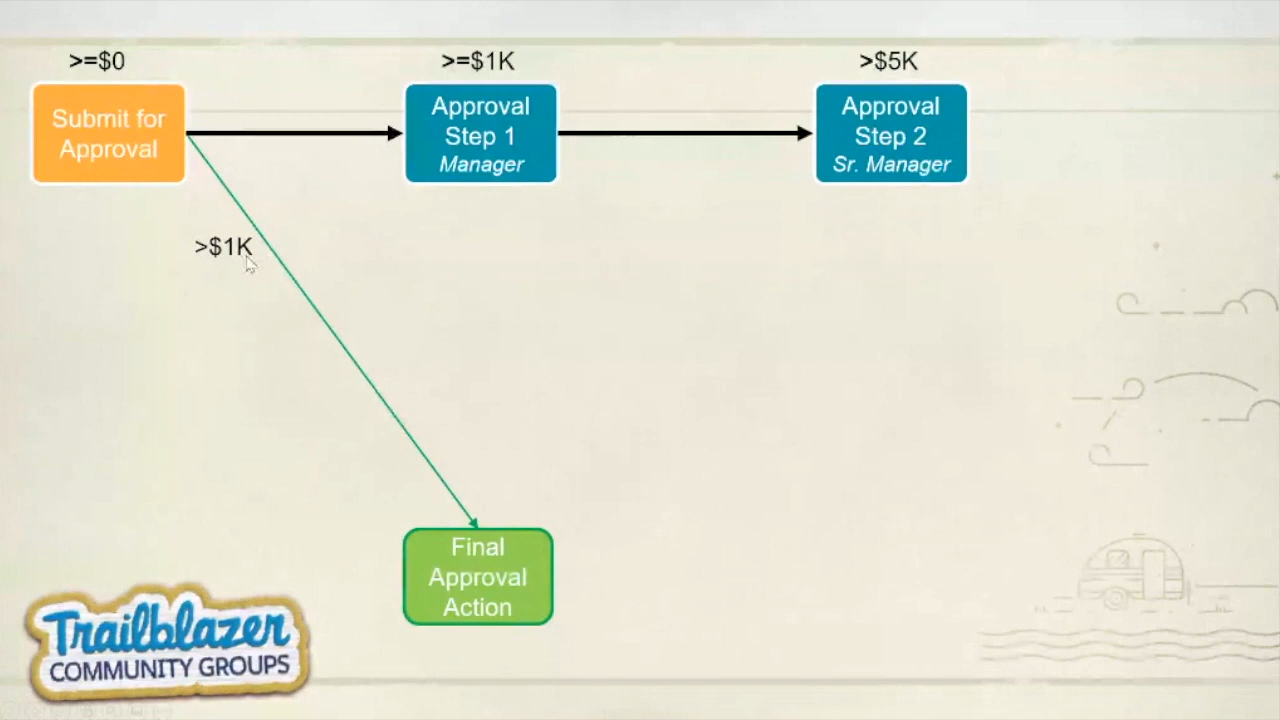 >=$0
>=$1K
>$5K
Submit for
Approval
Approval
Step 1
Manager
Approval
Step 2
Sr. Manager
>$1K
Final
Approval
Action
Trailblazer
COMMUNITY GROUPS